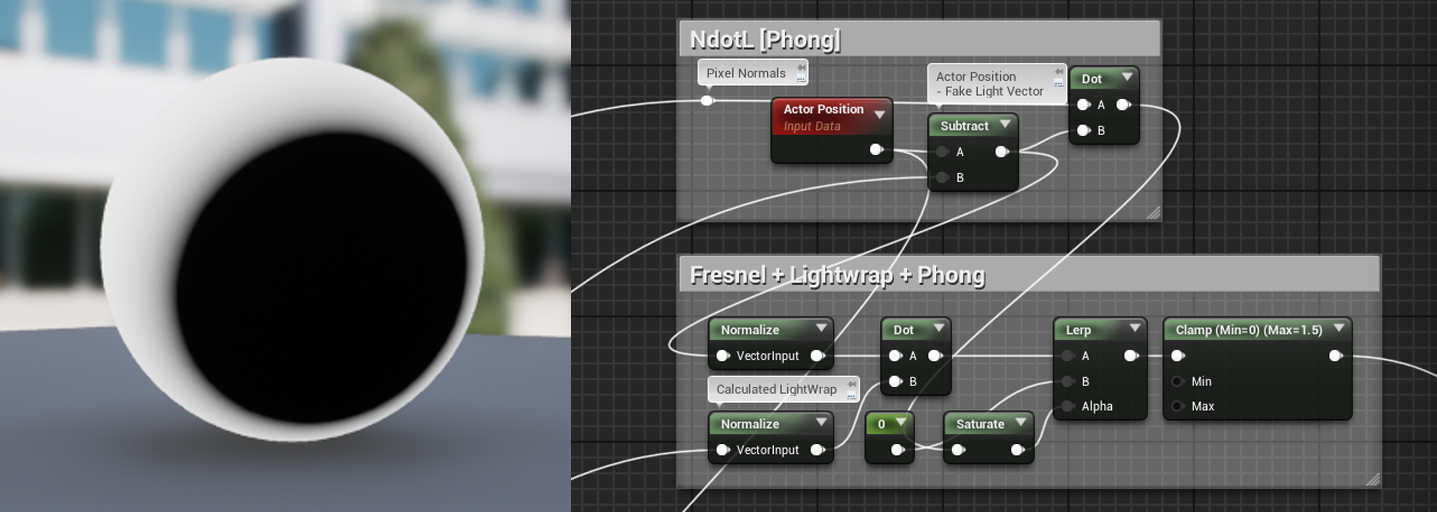 NdotL [Phong]
Pixel Normals
Actor Position
Input Data
Actor Position
- Fake Light Vector
Subtract
A
B
Dot
A
B
Fresnel + Lightwrap + Phong
Normalize
VectorInput
Dot
A
B
Lerp
A
B
Alpha
Clamp (Min=0) (Max=1.5)
Min
Max
Calculated LightWrap
Normalize
VectorInput
0
Saturate